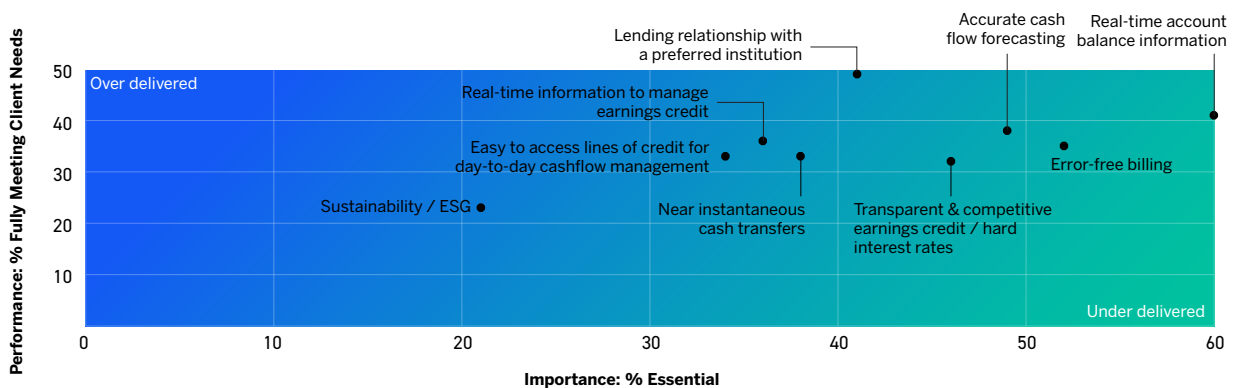 Accurate cash
flow forecasting
Real-time account
balance information
Lending relationship with
a preferred institution
Performance: % Fully Meeting Client Needs
50
40
30
20
10
Over delivered
Real-time information to manage
earnings credit
Easy to access lines of credit for
day-to-day cashflow management
Error-free billing
Sustainability / ESG
Near instantaneous
cash transfers
Transparent & competitive
earnings credit / hard
interest rates
Under delivered
0
10
20
30
40
50
60
Importance: % Essential